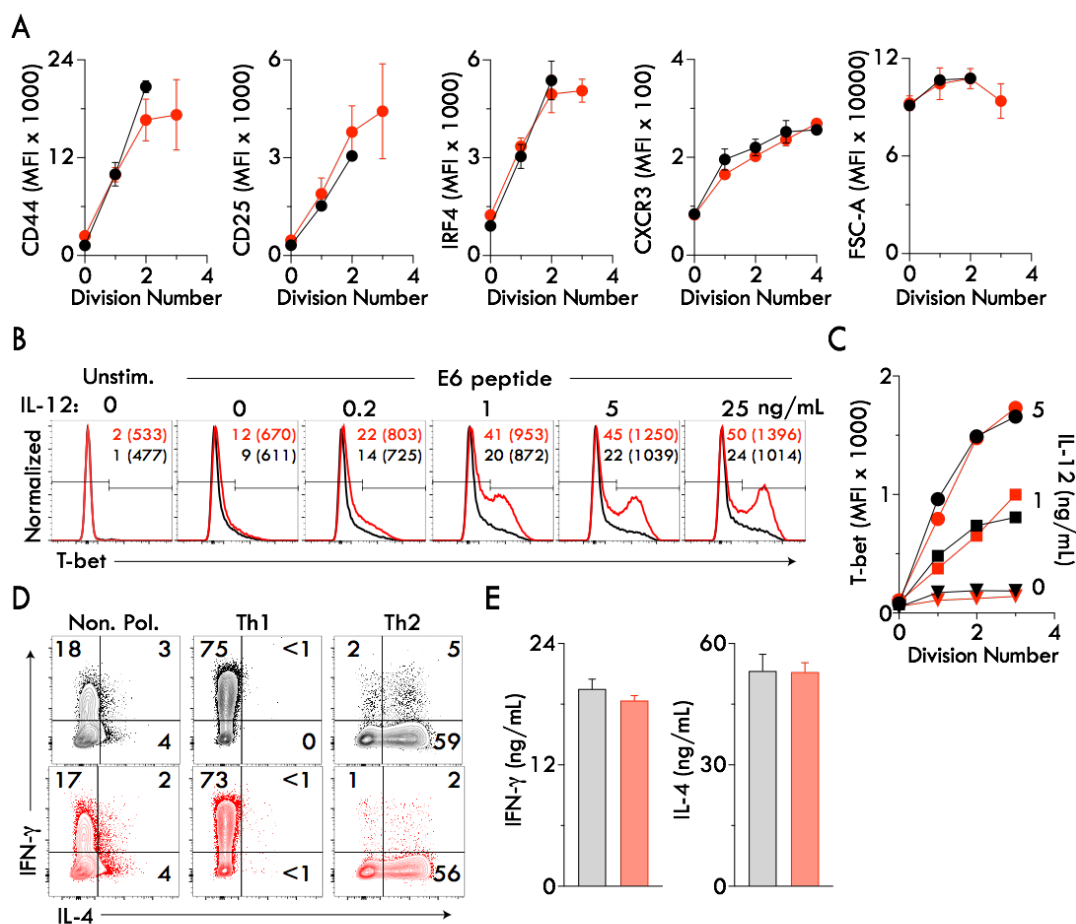 A
CD44 (MFI x 1000)
24
12
0
0 2 4
Division Number
CD25 (MFI x 1000)
6
3
0
0 2 4
Division Number
IRF4 (MFI x 1000)
6
3
0
0 2 4
Division Number
CXCR3 (MFI x 100)
4
2
0
0 2 4
Division Number
FSC-A (MFI x 10000)
12
6
0
0 2 4
Division Number
B
Unstim.
E6 peptide
IL-12: 0 0 0.2 1 5 25 ng/mL
2 (533) 12 (670) 22 (803) 41 (953) 45 (1250) 50 (1396)
1 (477) 9 (611) 14 (725) 20 (872) 22 (1039) 24 (1014)
Normalized
T-bet
C
T-bet (MFI x 1000)
2
1
0
0 2 4
Division Number
5
1
0
IL-12 (ng/mL)
D
Non. Pol. Th1 Th2
18 3 75 <1 2 5
4 0 59
17 2 73 <1 1 2
4 <1 56
IFN-γ
IL-4
E
IFN-γ (ng/mL)
24
12
0
IL-4 (ng/mL)
60
30
0